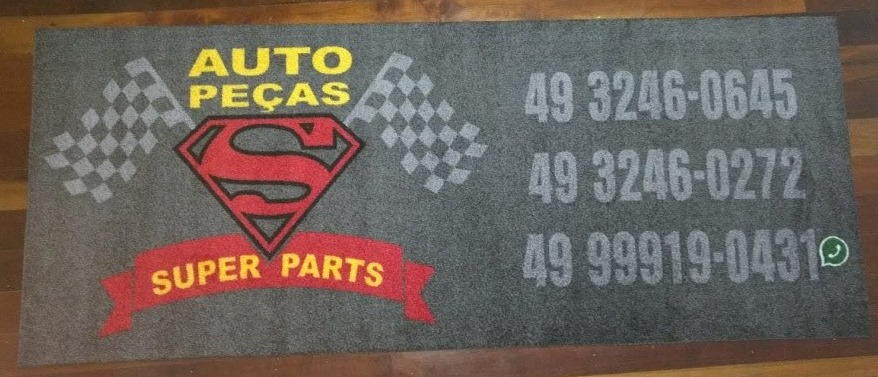 AUTO
PEÇAS
S
SUPER PARTS
49 3246-0645
49 3246-0272
49 99919-0431